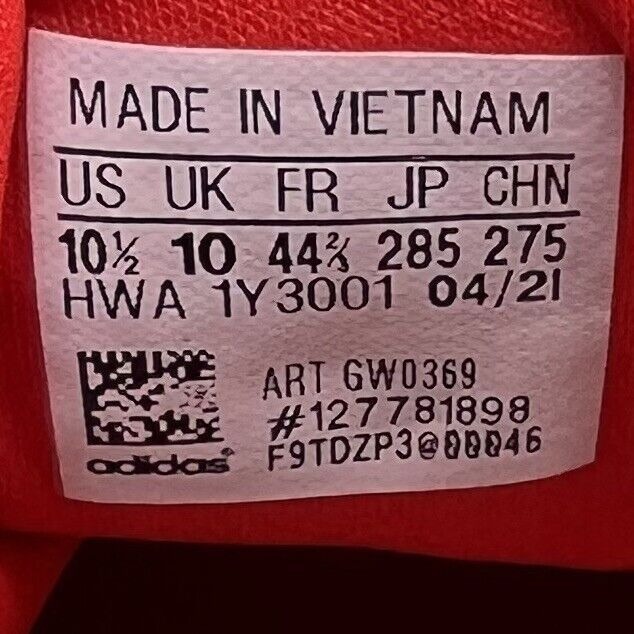 MADE IN VIETNAM
US UK FR JP CHN
10½ 10 44⅔ 285 275
HWA 1Y3001 04/21
ART GW0369
#127781898
F9TDZP3@00046
adidas®